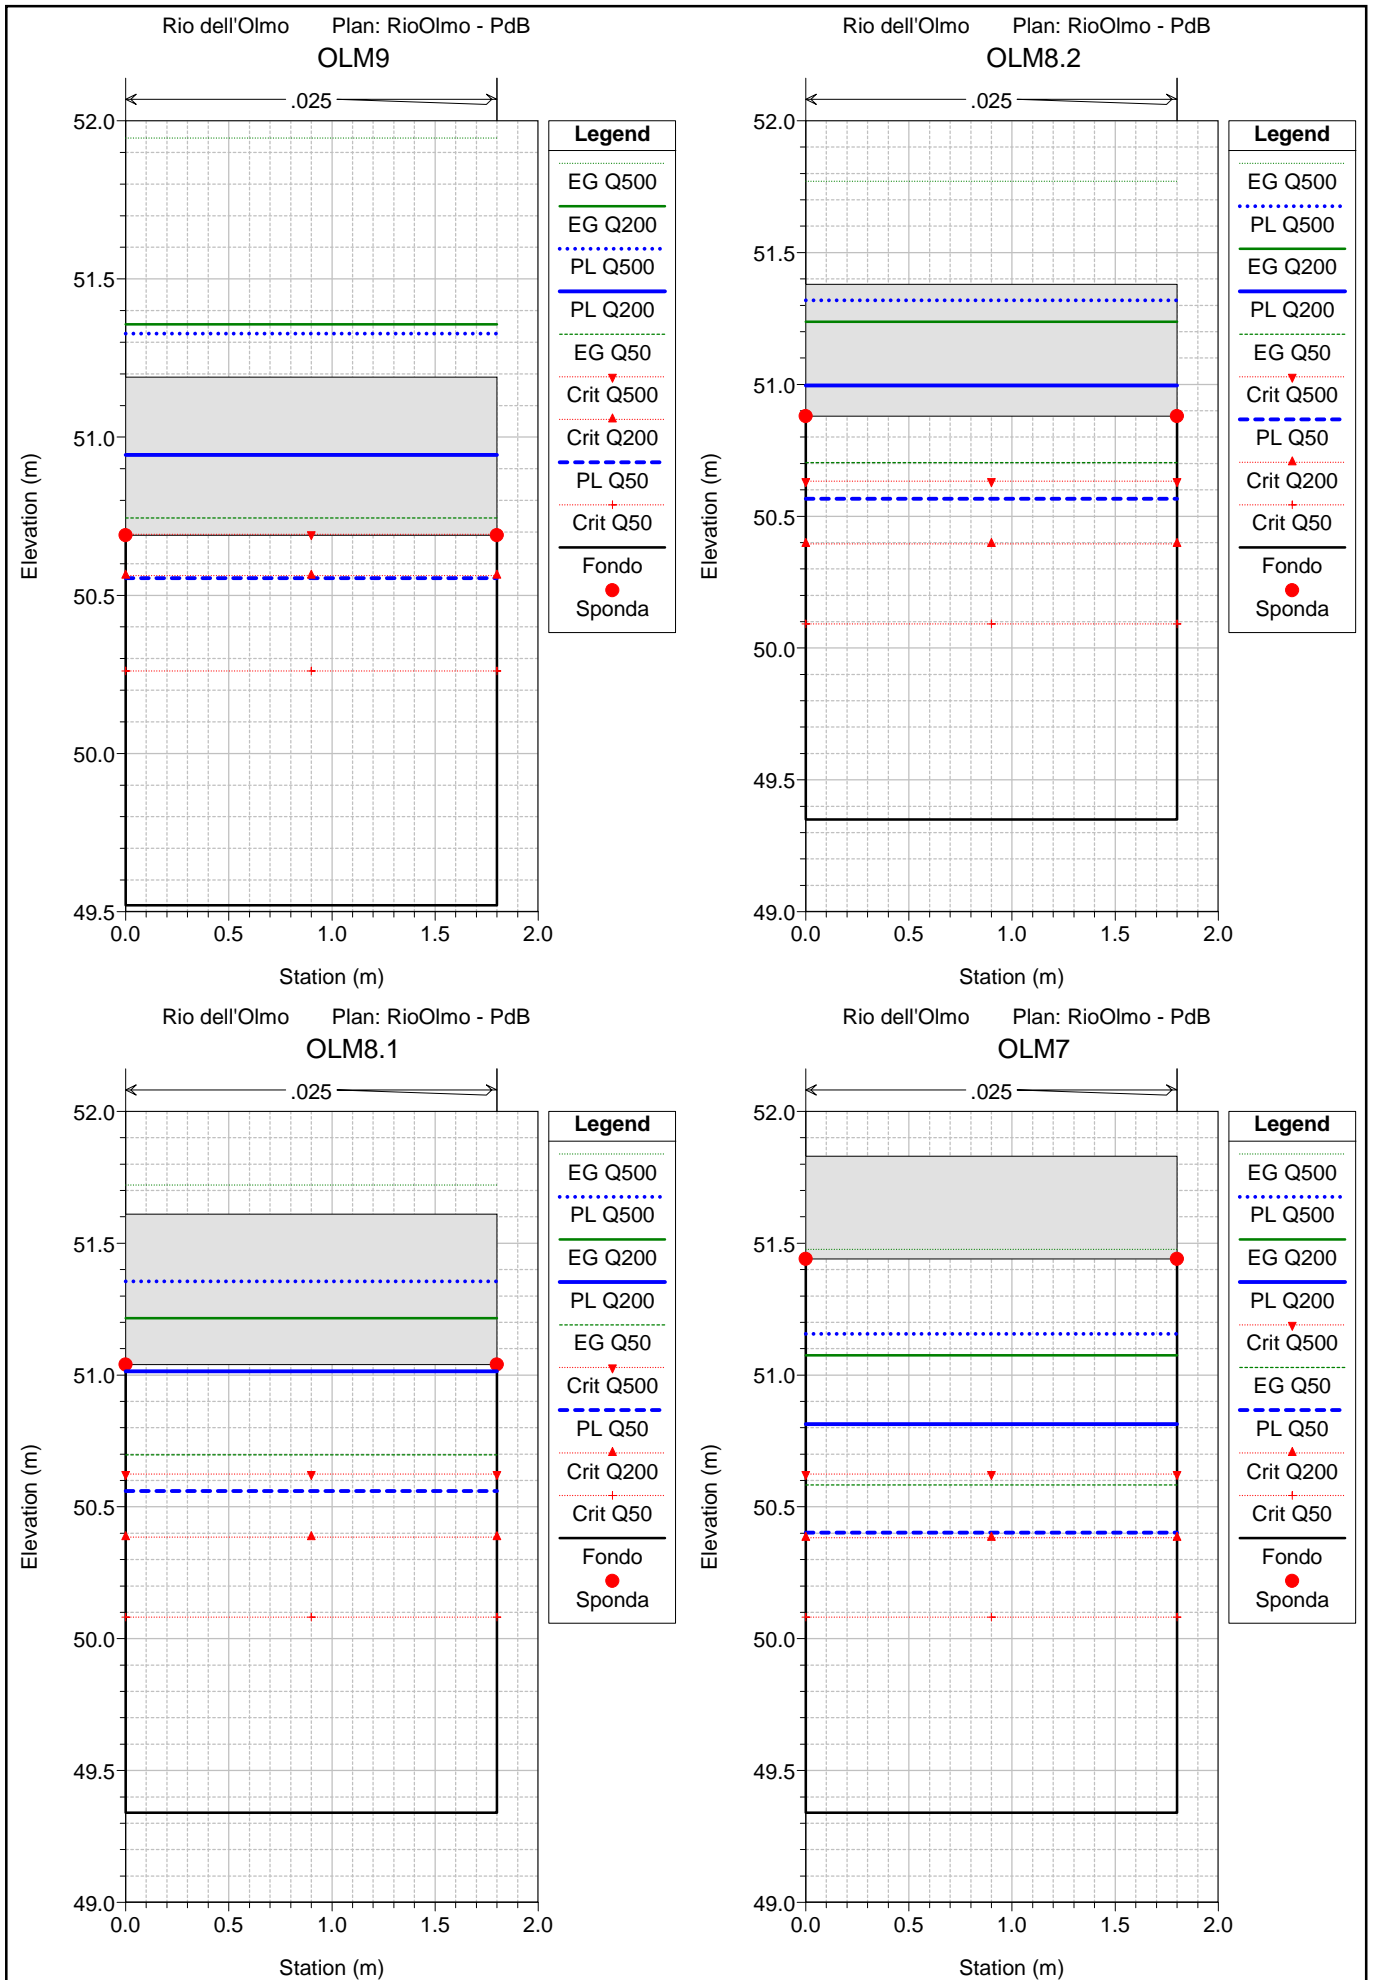 Rio dell'Olmo Plan: RioOlmo - PdB
OLM9
.025
52.0
51.5
51.0
50.5
50.0
49.5
0.0 0.5 1.0 1.5 2.0
Station (m)
Elevation (m)
Legend
EG Q500
EG Q200
PL Q500
PL Q200
EG Q50
Crit Q500
Crit Q200
PL Q50
Crit Q50
Fondo
Sponda
Rio dell'Olmo Plan: RioOlmo - PdB
OLM8.2
.025
52.0
51.5
51.0
50.5
50.0
49.5
49.0
0.0 0.5 1.0 1.5 2.0
Station (m)
Elevation (m)
Legend
EG Q500
PL Q500
EG Q200
PL Q200
EG Q50
Crit Q500
PL Q50
Crit Q200
Crit Q50
Fondo
Sponda
Rio dell'Olmo Plan: RioOlmo - PdB
OLM8.1
.025
52.0
51.5
51.0
50.5
50.0
49.5
49.0
0.0 0.5 1.0 1.5 2.0
Station (m)
Elevation (m)
Legend
EG Q500
PL Q500
EG Q200
PL Q200
EG Q50
Crit Q500
PL Q50
Crit Q200
Crit Q50
Fondo
Sponda
Rio dell'Olmo Plan: RioOlmo - PdB
OLM7
.025
52.0
51.5
51.0
50.5
50.0
49.5
49.0
0.0 0.5 1.0 1.5 2.0
Station (m)
Elevation (m)
Legend
EG Q500
PL Q500
EG Q200
PL Q200
Crit Q500
EG Q50
PL Q50
Crit Q200
Crit Q50
Fondo
Sponda